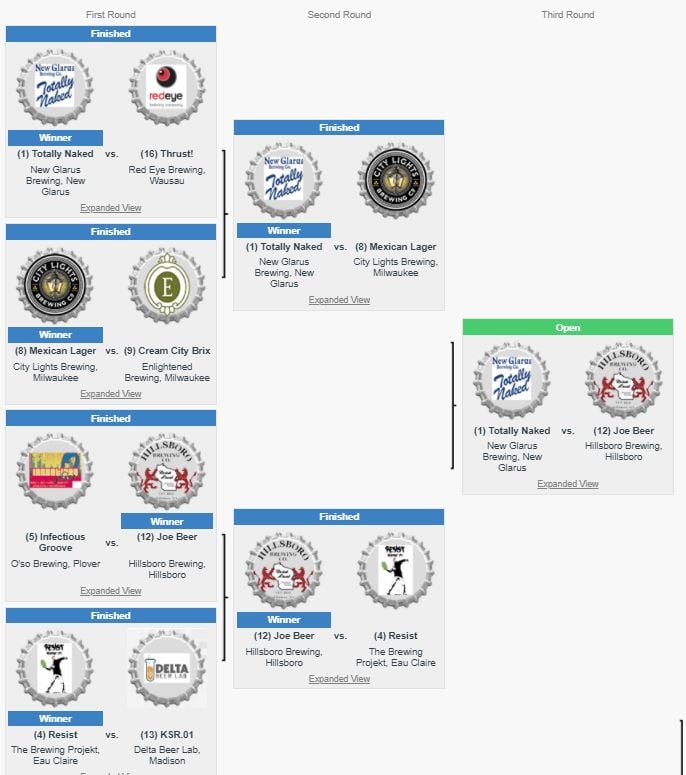 First Round
Second Round
Third Round
Finished
New Glarus
Brewing Co.
Totally
Naked
redeye
brewing company
Winner
(1) Totally Naked vs. (16) Thrust!
New Glarus
Brewing, New
Glarus
Red Eye Brewing,
Wausau
Expanded View
Finished
CITY LIGHTS
BREWING CO
E
Winner
(8) Mexican Lager vs. (9) Cream City Brix
City Lights Brewing,
Milwaukee
Enlightened
Brewing, Milwaukee
Expanded View
Finished
HILLSBORO
BREWING
CO.
Winner
(5) Infectious
Groove
vs.
(12) Joe Beer
O'so Brewing, Plover
Hillsboro Brewing,
Hillsboro
Expanded View
Finished
RESIST
DELTA
BEER LAB
Winner
(4) Resist vs. (13) KSR.01
The Brewing Projekt,
Eau Claire
Delta Beer Lab,
Madison
Expanded View
Finished
New Glarus
Brewing Co.
Totally
Naked
CITY LIGHTS
BREWING CO
Winner
(1) Totally Naked vs. (8) Mexican Lager
New Glarus
Brewing, New
Glarus
City Lights Brewing,
Milwaukee
Expanded View
Finished
HILLSBORO
BREWING
CO.
RESIST
Winner
(12) Joe Beer vs. (4) Resist
Hillsboro Brewing,
Hillsboro
The Brewing
Projekt, Eau Claire
Expanded View
Open
New Glarus
Brewing Co.
Totally
Naked
HILLSBORO
BREWING
CO.
(1) Totally Naked vs. (12) Joe Beer
New Glarus
Brewing, New
Glarus
Hillsboro Brewing,
Hillsboro
Expanded View